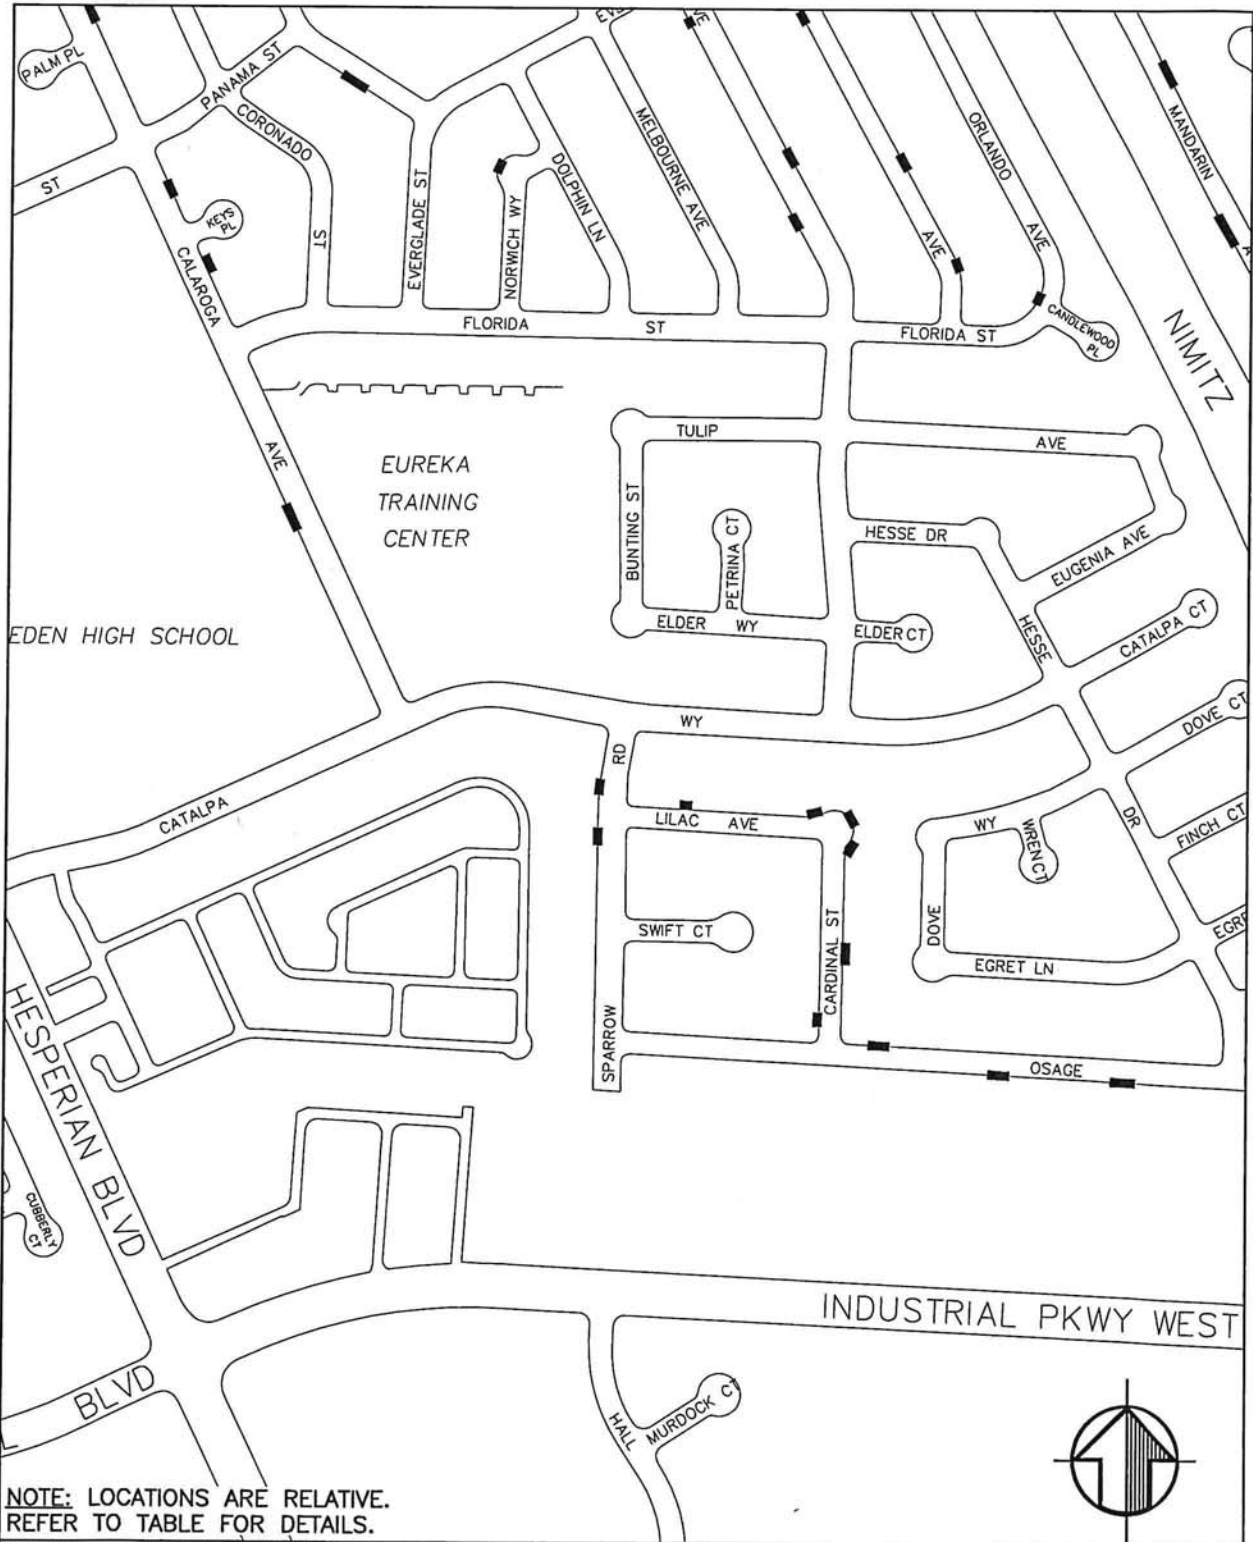 PALM PL
PANAMA ST
CORONADO
ST
ST
KEYS
PL
CALAROGA
AVE
EVERGLADE ST
NORWICH WY
DOLPHIN LN
MELBOURNE AVE
AVE
AVE
ORLANDO
AVE
MANDARIN
NIMITZ
FLORIDA
ST
FLORIDA ST
CANDLEWOOD
PL
TULIP
AVE
EUREKA
TRAINING
CENTER
BUNTING ST
PETRINA CT
HESSE DR
EUGENIA AVE
ELDER
WY
ELDER CT
HESSE
CATALPA CT
EDEN HIGH SCHOOL
WY
DOVE CT
RD
CATALPA
LILAC
AVE
WY
WREN CT
DR
FINCH CT
SWIFT CT
CARDINAL ST
DOVE
EGRET LN
EGRE
SPARROW
OSAGE
HESPERIAN BLVD
CUBBERLY
CT
INDUSTRIAL PKWY WEST
BLVD
L
HALL
MURDOCK CT
NOTE: LOCATIONS ARE RELATIVE.
REFER TO TABLE FOR DETAILS.